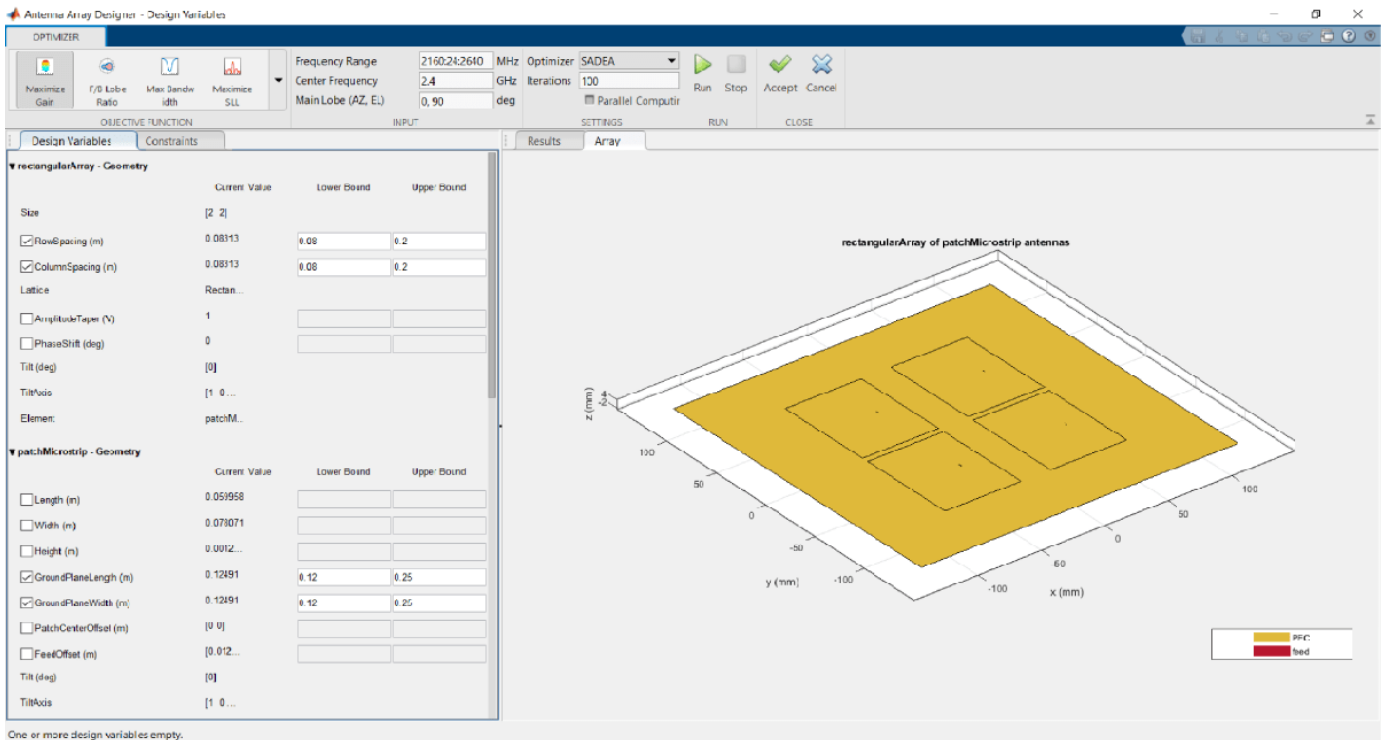 Antenna Array Designer - Design Variables
OPTIMIZER
Maximize Gain
F/B Lobe Ratio
Max Bandwidth
Maximize SLL
OBJECTIVE FUNCTION
Frequency Range 2160:24:2640 MHz
Center Frequency 2.4 GHz
Main Lobe (AZ, EL) 0, 90 deg
INPUT
Optimizer SADEA
Iterations 100
Parallel Computin
SETTINGS
Run Stop
RUN
Accept Cancel
CLOSE
Design Variables Constraints
rectangularArray - Geometry
Current Value Lower Bound Upper Bound
Size [2 2]
RowSpacing (m) 0.08313 0.08 0.2
ColumnSpacing (m) 0.08313 0.08 0.2
Lattice Rectan...
AmplitudeTaper (V) 1
PhaseShift (deg) 0
Tilt (deg) [0]
TiltAxis [1 0...
Element patchM...
patchMicrostrip - Geometry
Current Value Lower Bound Upper Bound
Length (m) 0.059958
Width (m) 0.078071
Height (m) 0.0012...
GroundPlaneLength (m) 0.12491 0.12 0.25
GroundPlaneWidth (m) 0.12491 0.12 0.25
PatchCenterOffset (m) [0 0]
FeedOffset (m) [0.012...
Tilt (deg) [0]
TiltAxis [1 0...
One or more design variables empty.
Results Array
rectangularArray of patchMicrostrip antennas
z (mm)
4
-2
100
50
0
-50
-100
y (mm)
100
50
0
-50
-100
x (mm)
PEC
feed